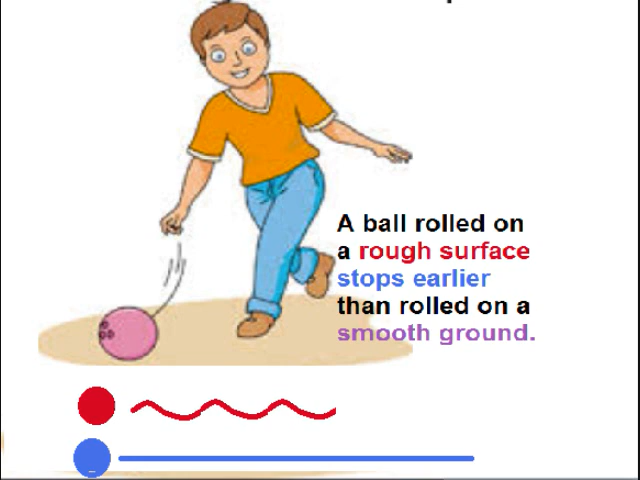 A ball rolled on
a rough surface
stops earlier
than rolled on a
smooth ground.